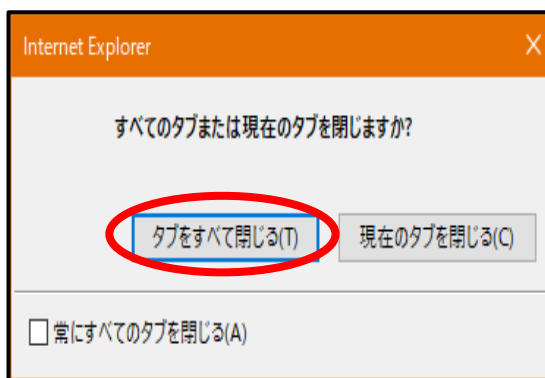 Internet Explorer
すべてのタブまたは現在のタブを閉じますか?
タブをすべて閉じる(T)
現在のタブを閉じる(C)
常にすべてのタブを閉じる(A)